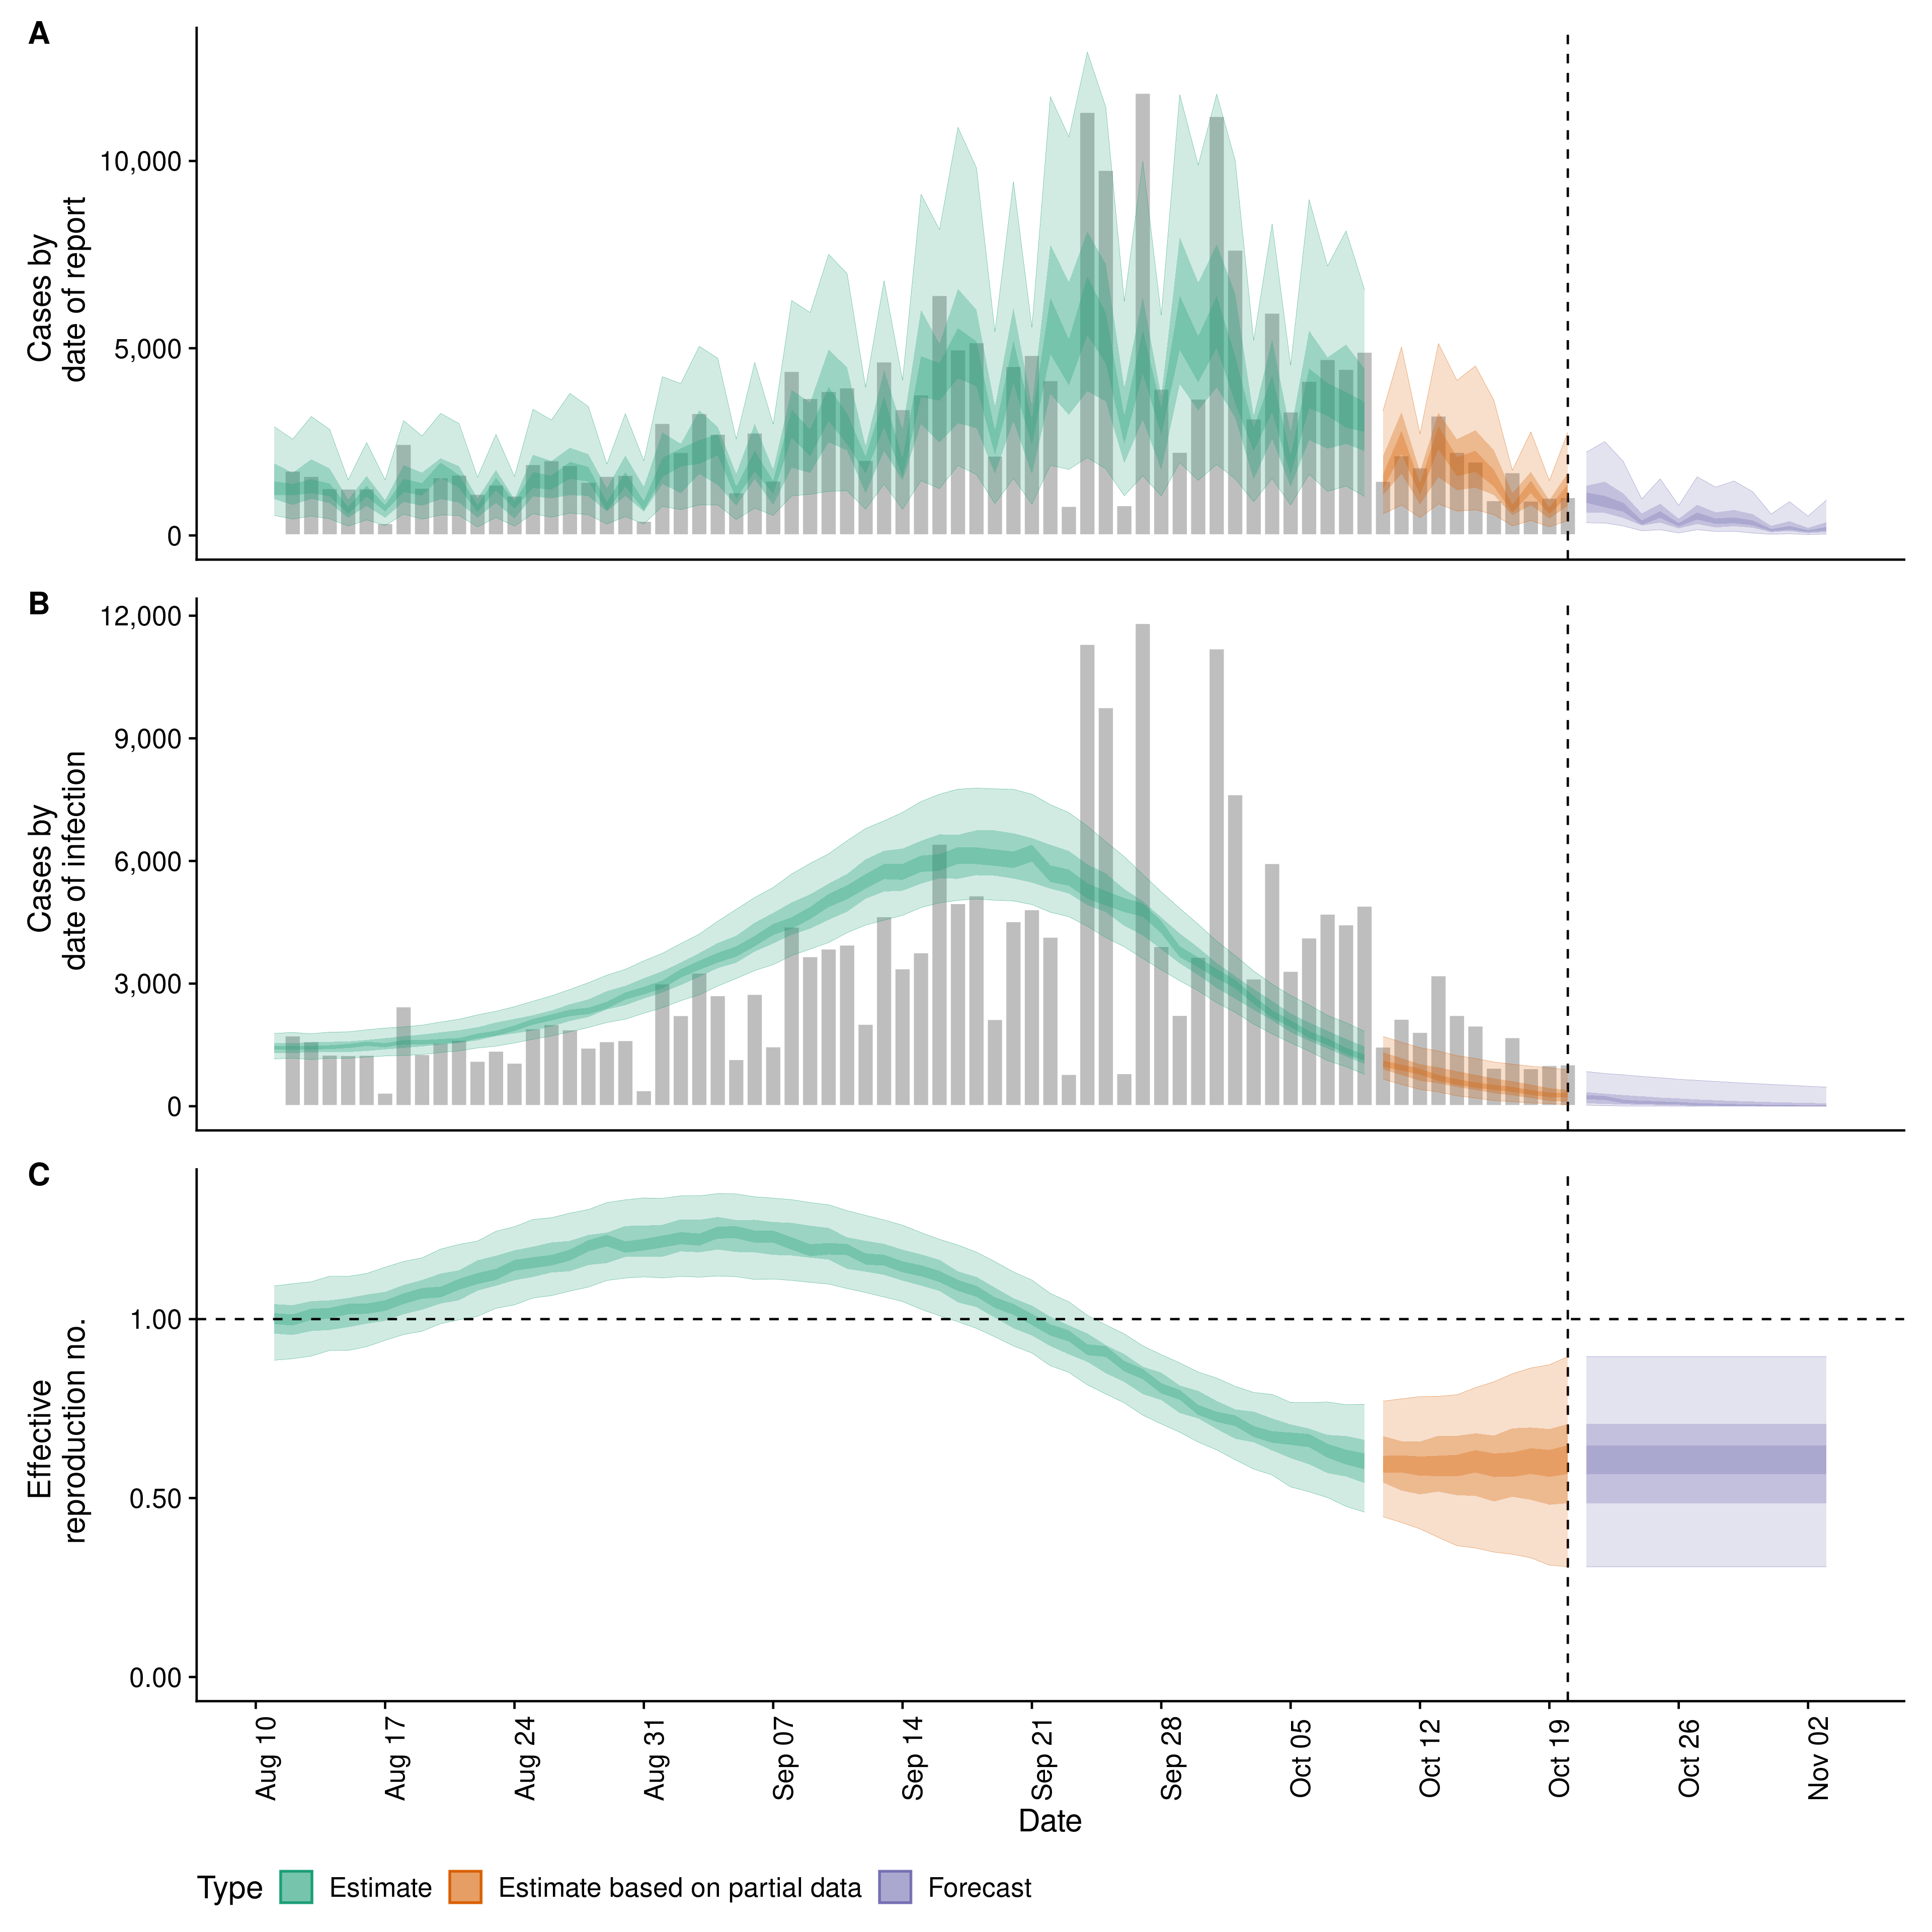 A
Cases by
date of report
10,000
5,000
0
B
Cases by
date of infection
12,000
9,000
6,000
3,000
0
C
Effective
reproduction no.
1.00
0.50
0.00
Aug 10
Aug 17
Aug 24
Aug 31
Sep 07
Sep 14
Sep 21
Sep 28
Oct 05
Oct 12
Oct 19
Oct 26
Nov 02
Date
Type Estimate Estimate based on partial data Forecast